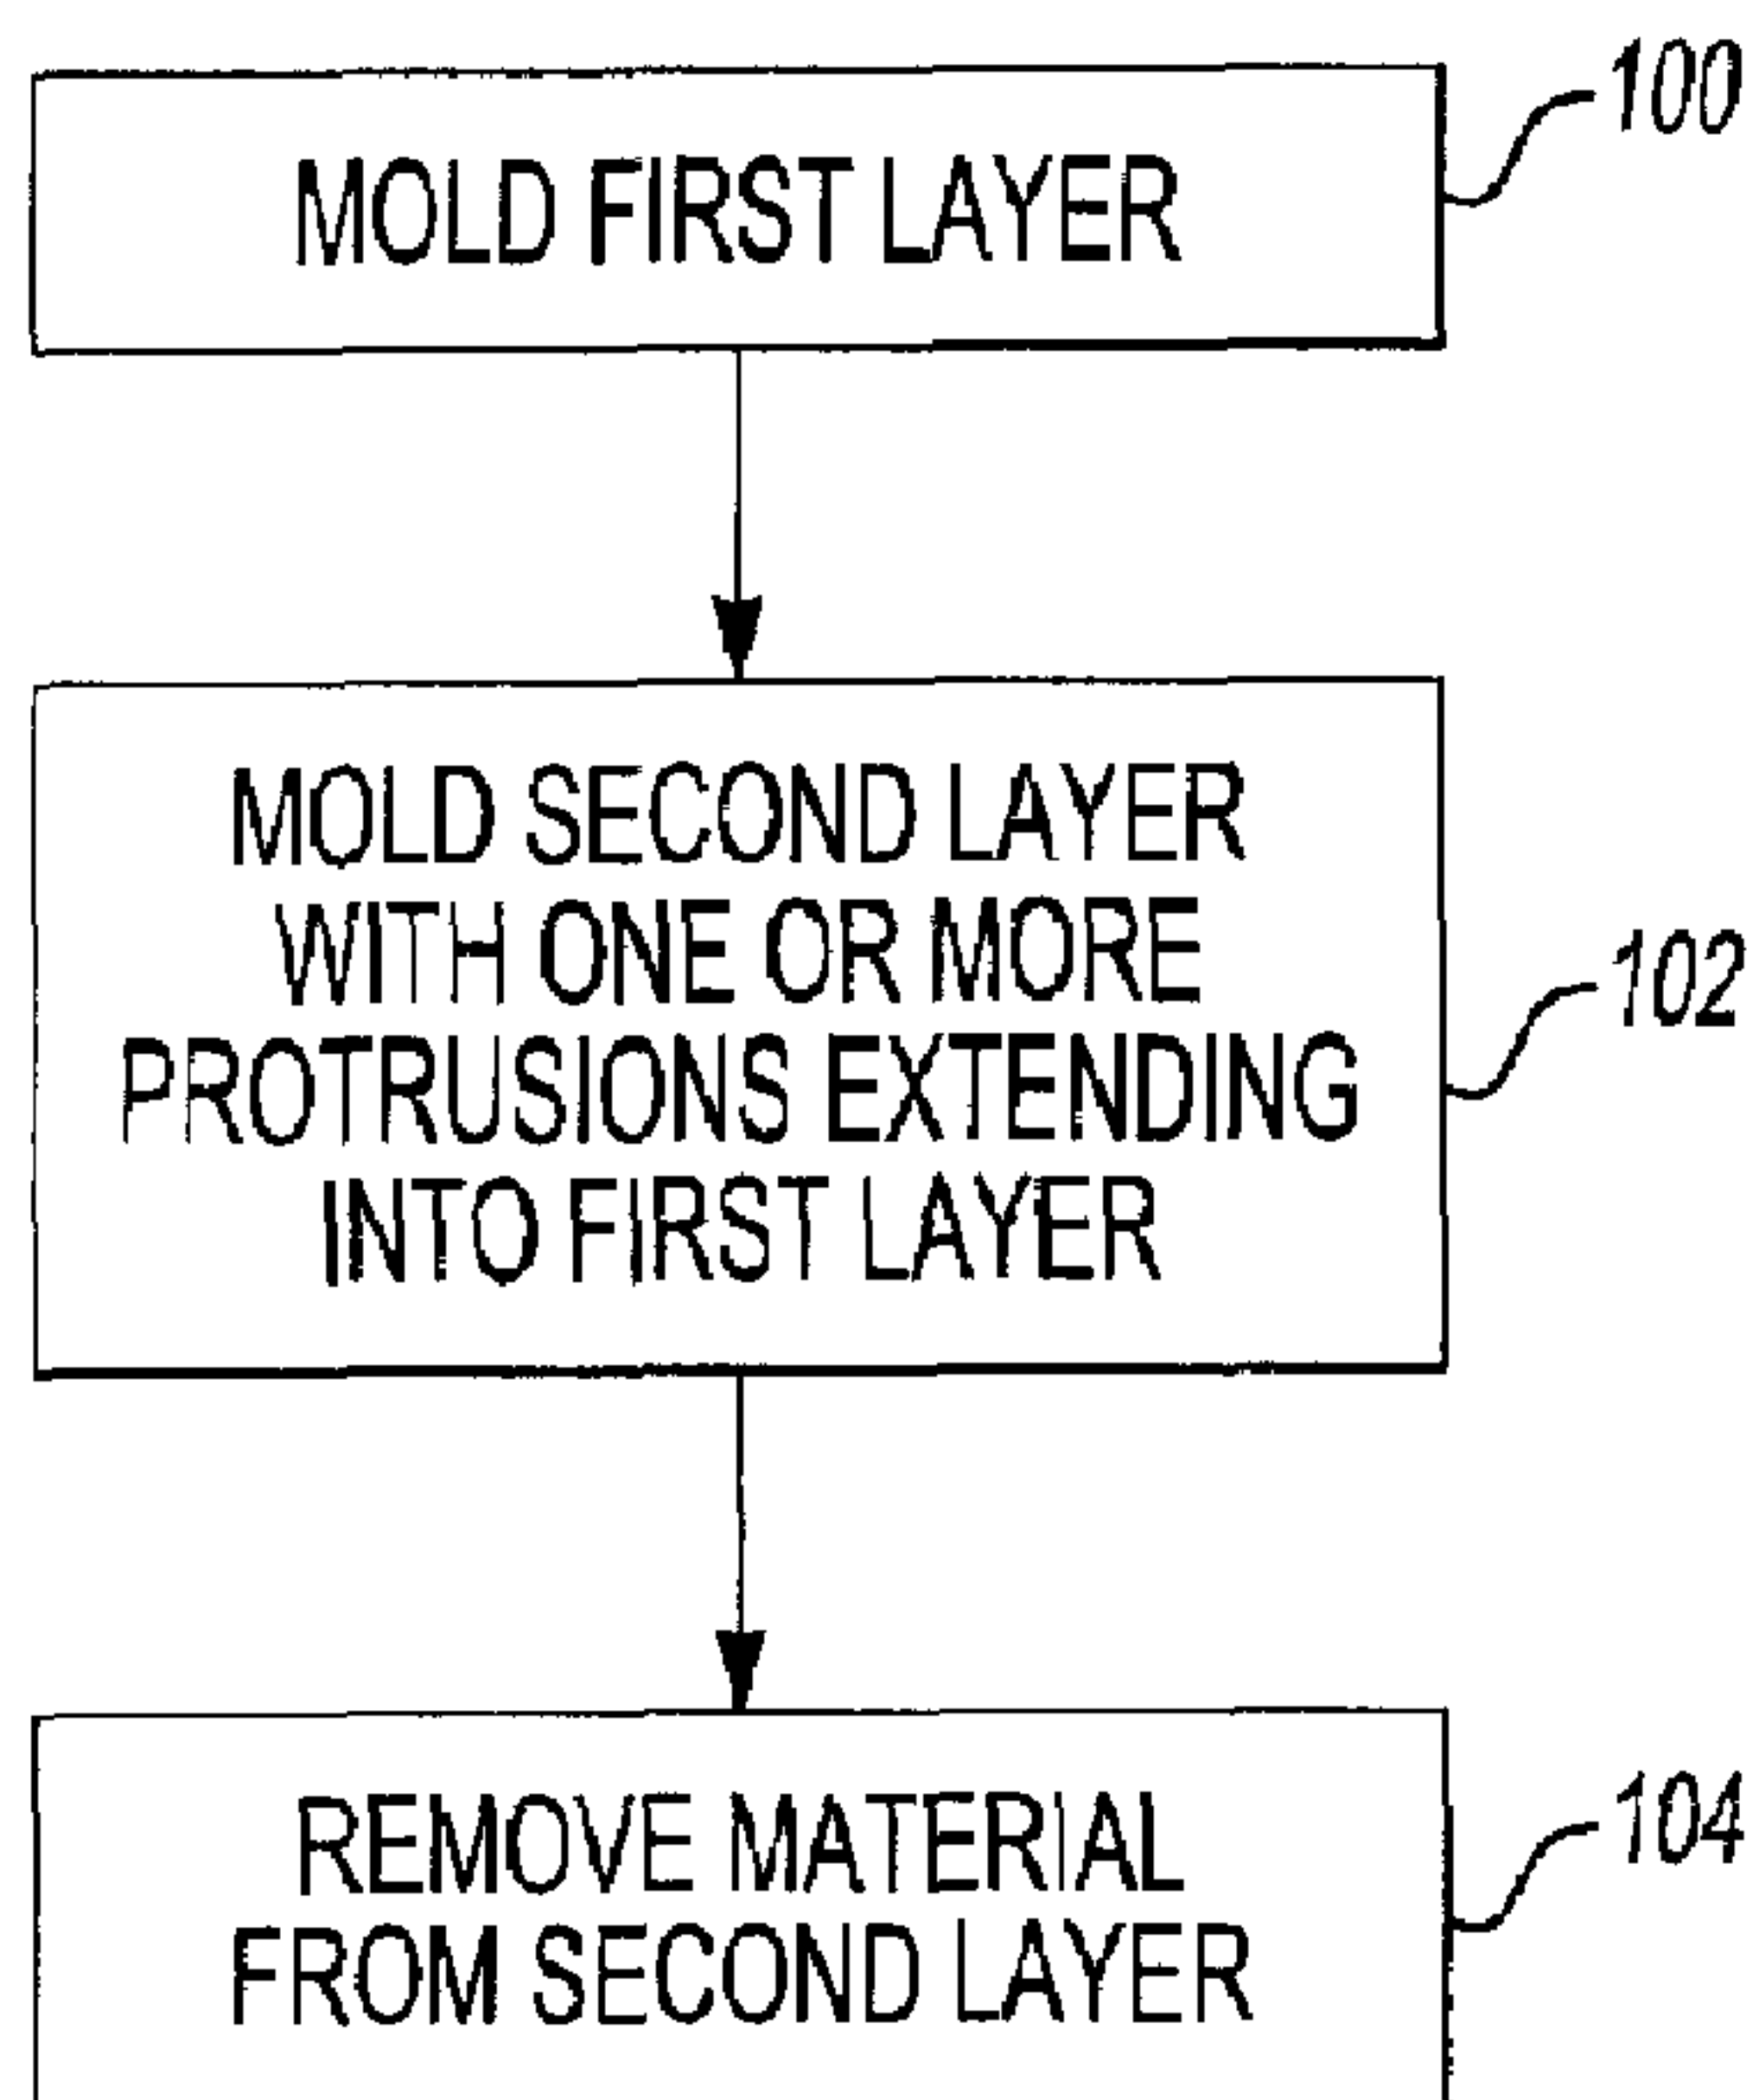 MOLD FIRST LAYER
100
MOLD SECOND LAYER
WITH ONE OR MORE
PROTRUSIONS EXTENDING
INTO FIRST LAYER
102
REMOVE MATERIAL
FROM SECOND LAYER
104